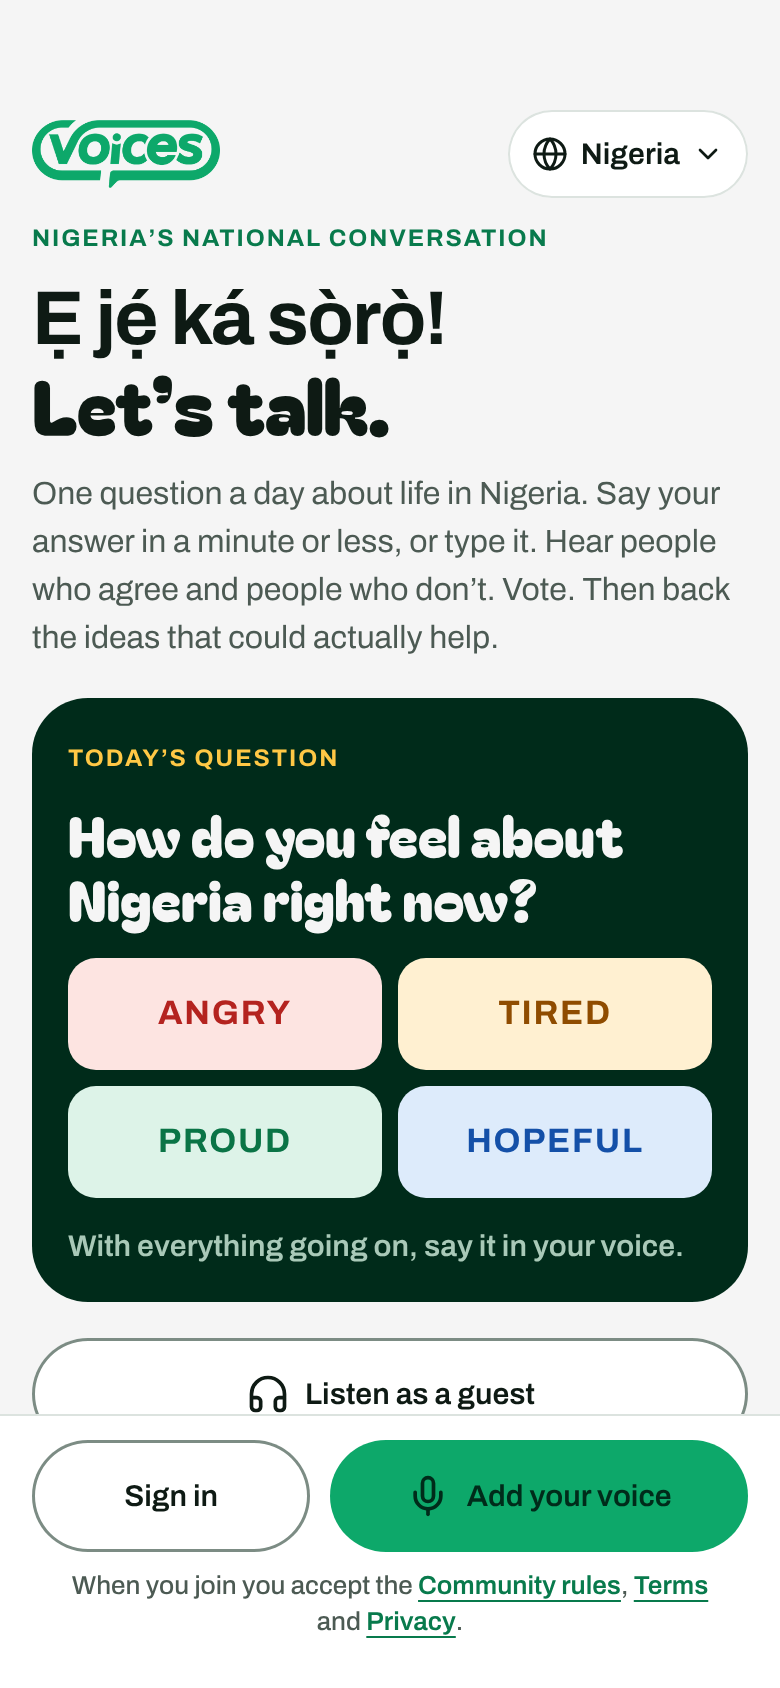 Voices
Nigeria
NIGERIA’S NATIONAL CONVERSATION
Ẹ jẹ́ ká sọ̀rọ̀!
Let’s talk.
One question a day about life in Nigeria. Say your
answer in a minute or less, or type it. Hear people
who agree and people who don’t. Vote. Then back
the ideas that could actually help.
TODAY’S QUESTION
How do you feel about
Nigeria right now?
ANGRY
TIRED
PROUD
HOPEFUL
With everything going on, say it in your voice.
Listen as a guest
Sign in
Add your voice
When you join you accept the Community rules, Terms
and Privacy.